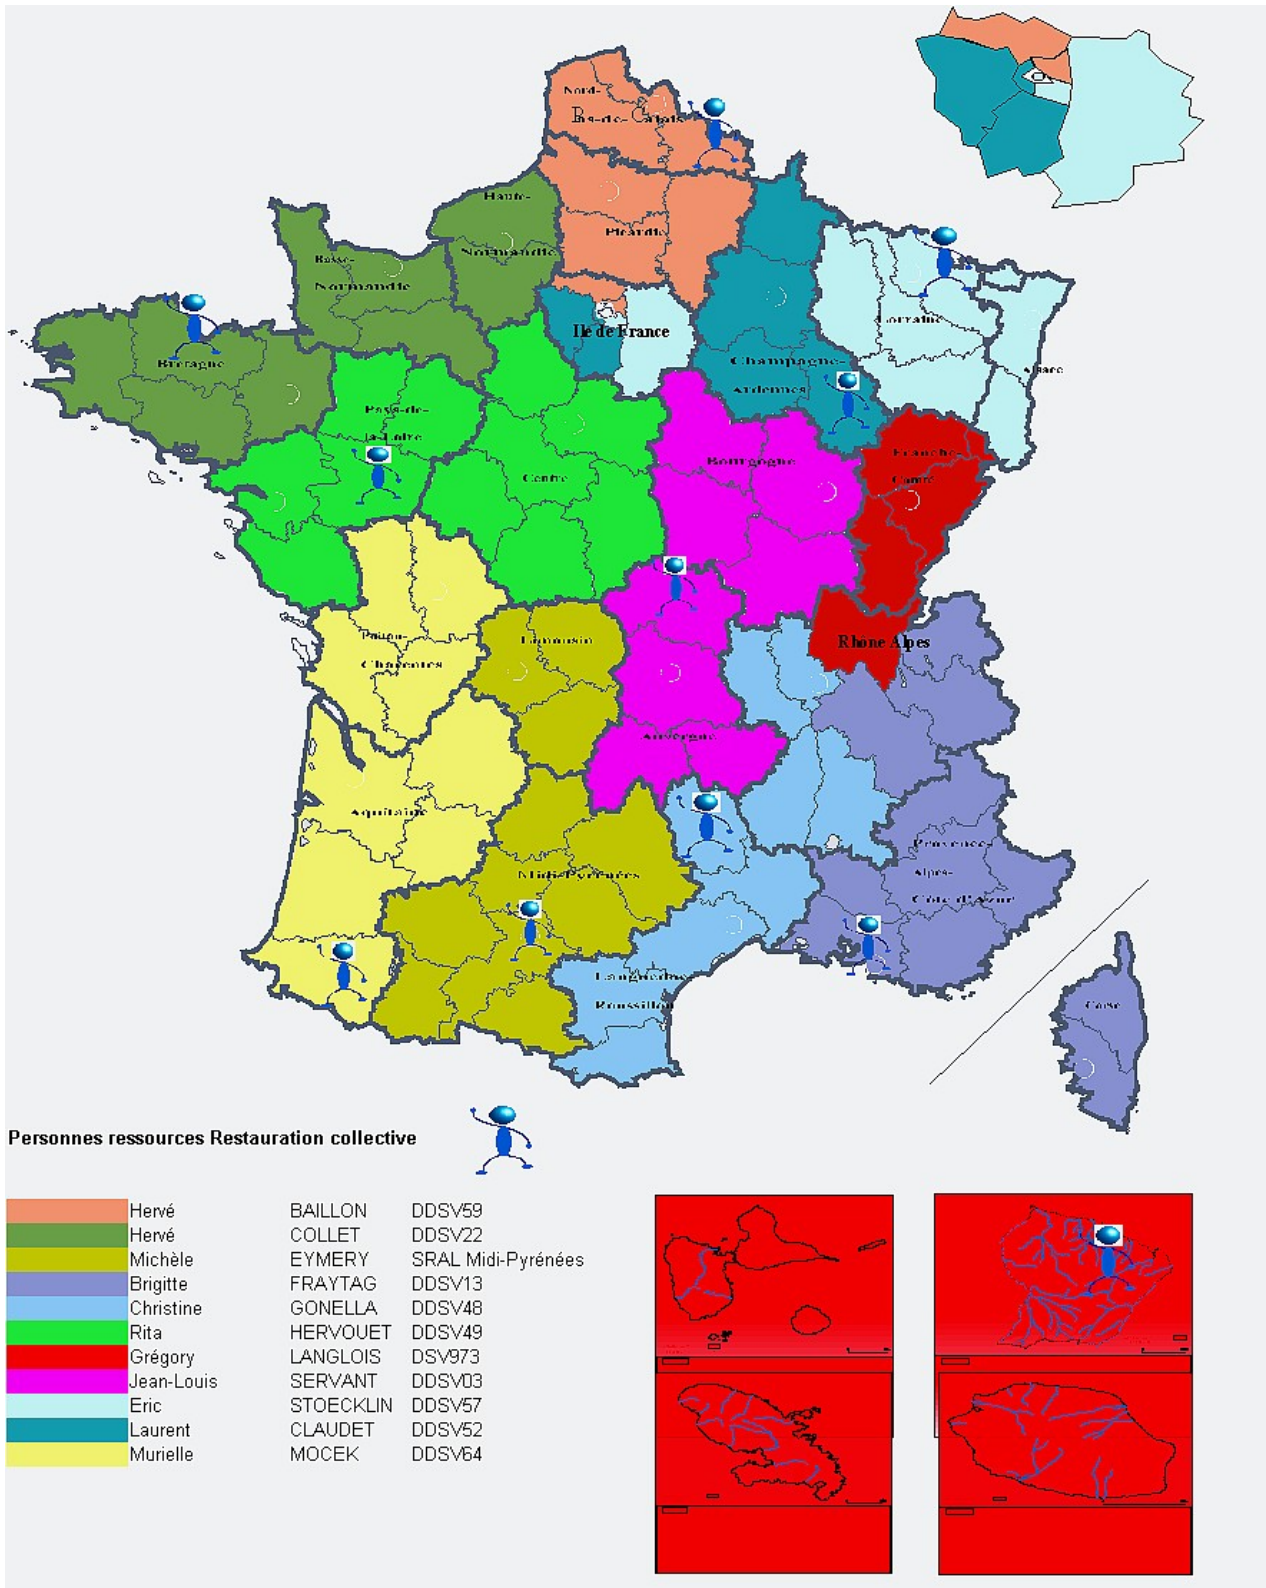 Nord-
Pas-de- Calais
Haute-
Picardie
Normandie
Basse-
Normandie
Ile de France
Lorraine
Bretagne
Champagne-
Alsace
Ardennes
Pays-de-
la-Loire
Franche-
Bourgogne
Centre
Comté
Poitou-
Limousin
Rhône Alpes
Charentes
Auvergne
Aquitaine
Provence-
Midi-Pyrénées
Alpes-
Côte d'Azur
Languedoc
Roussillon
Corse
Personnes ressources Restauration collective
Hervé BAILLON DDSV59
Hervé COLLET DDSV22
Michèle EYMERY SRAL Midi-Pyrénées
Brigitte FRAYTAG DDSV13
Christine GONELLA DDSV48
Rita HERVOUET DDSV49
Grégory LANGLOIS DSV973
Jean-Louis SERVANT DDSV03
Eric STOECKLIN DDSV57
Laurent CLAUDET DDSV52
Murielle MOCEK DDSV64